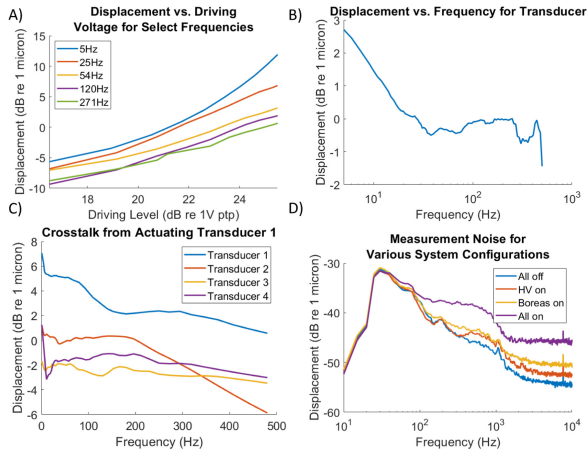 A)
Displacement vs. Driving
Voltage for Select Frequencies
Displacement (dB re 1 micron)
15
10
5
0
-5
-10
5Hz
25Hz
54Hz
120Hz
271Hz
18
20
22
24
Driving Level (dB re 1V ptp)
B)
Displacement vs. Frequency for Transducer
Displacement (dB re 1 micron)
3
2
1
0
-1
-2
10¹
10²
10³
Frequency (Hz)
C)
Crosstalk from Actuating Transducer 1
Displacement (dB re 1 micron)
8
6
4
2
0
-2
-4
-6
Transducer 1
Transducer 2
Transducer 3
Transducer 4
0
100
200
300
400
500
Frequency (Hz)
D)
Measurement Noise for
Various System Configurations
Displacement (dB re 1 micron)
-30
-40
-50
-60
All off
HV on
Boreas on
All on
10¹
10²
10³
10⁴
Frequency (Hz)